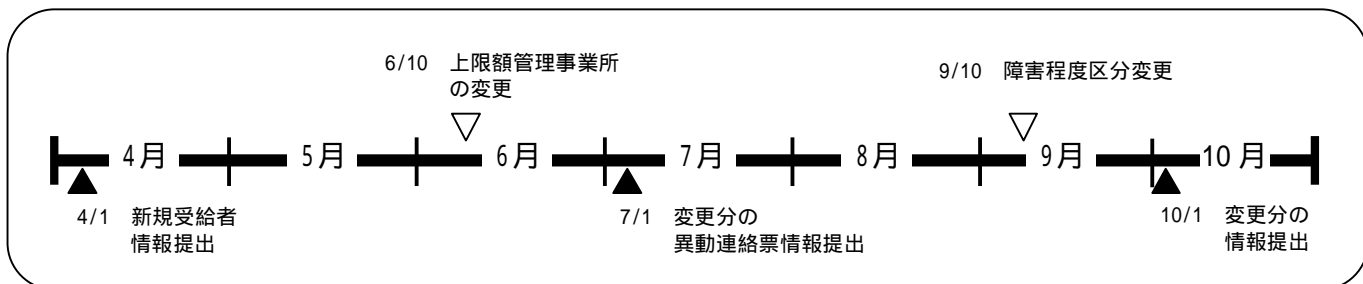 6/10 上限額管理事業所
の変更
9/10 障害程度区分変更
4月 5月 6月 7月 8月 9月 10月
4/1 新規受給者
情報提出
7/1 変更分の
異動連絡票情報提出
10/1 変更分の
情報提出